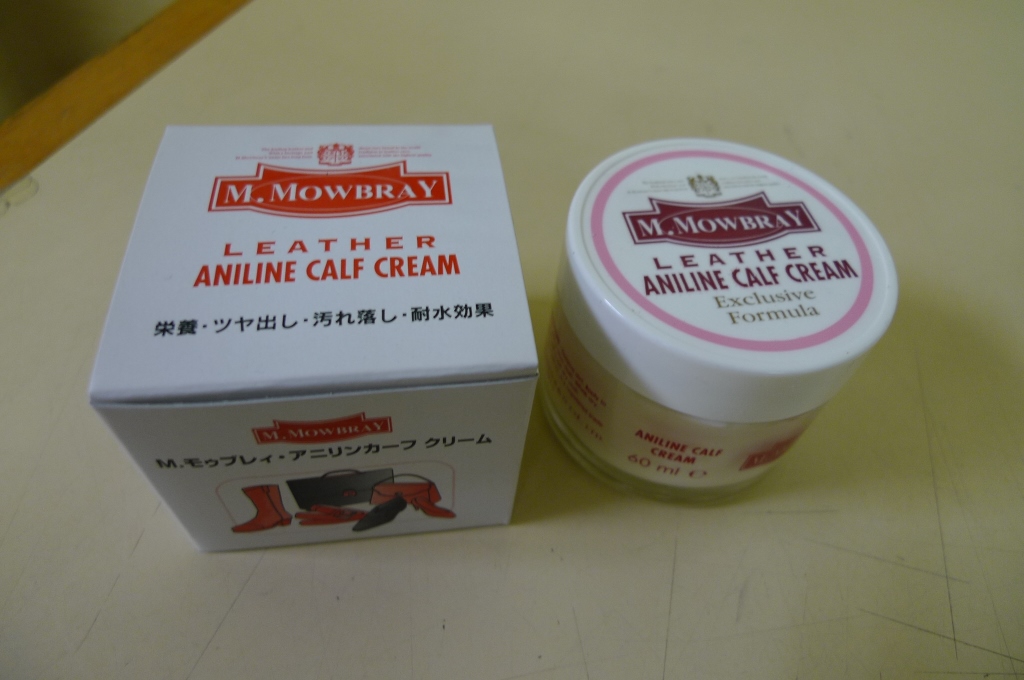 M. MOWBRAY
LEATHER
ANILINE CALF CREAM
栄養・ツヤ出し・汚れ落し・耐水効果
M. MOWBRAY
M.モゥブレィ・アニリンカーフ クリーム
M. MOWBRAY
LEATHER
ANILINE CALF CREAM
Exclusive
Formula
ANILINE CALF
CREAM
60 ml e